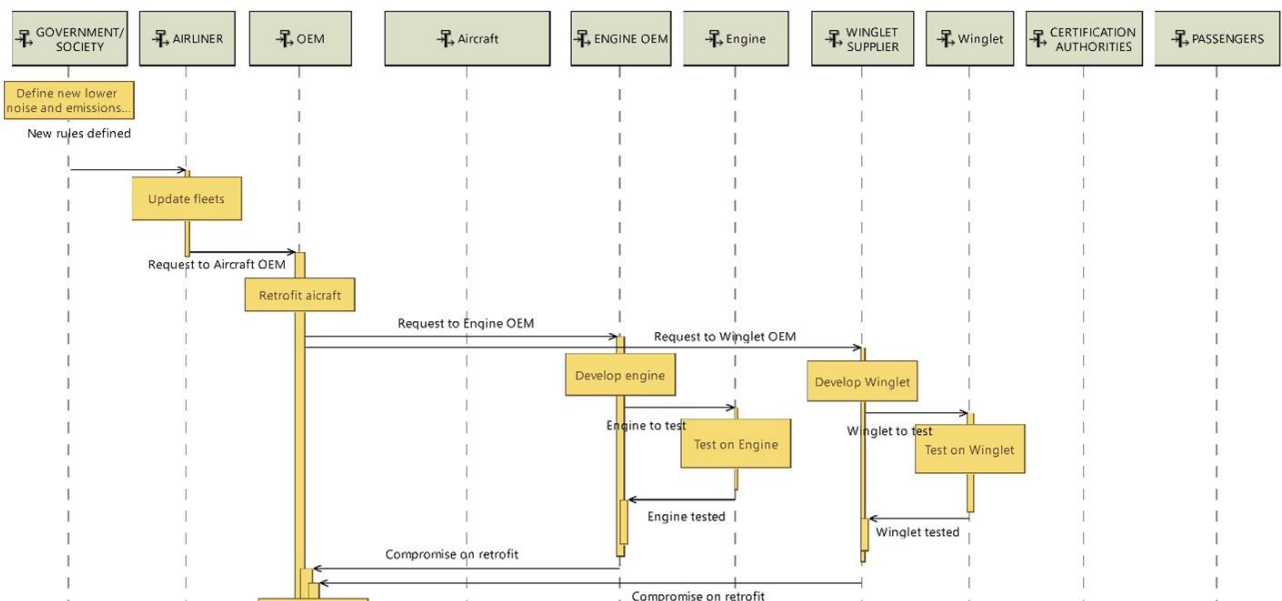 GOVERNMENT/
SOCIETY
AIRLINER
OEM
Aircraft
ENGINE OEM
Engine
WINGLET
SUPPLIER
Winglet
CERTIFICATION
AUTHORITIES
PASSENGERS
Define new lower
noise and emissions...
New rules defined
Update fleets
Request to Aircraft OEM
Retrofit aicraft
Request to Engine OEM
Request to Winglet OEM
Develop engine
Develop Winglet
Engine to test
Winglet to test
Test on Engine
Test on Winglet
Engine tested
Winglet tested
Compromise on retrofit
Compromise on retrofit